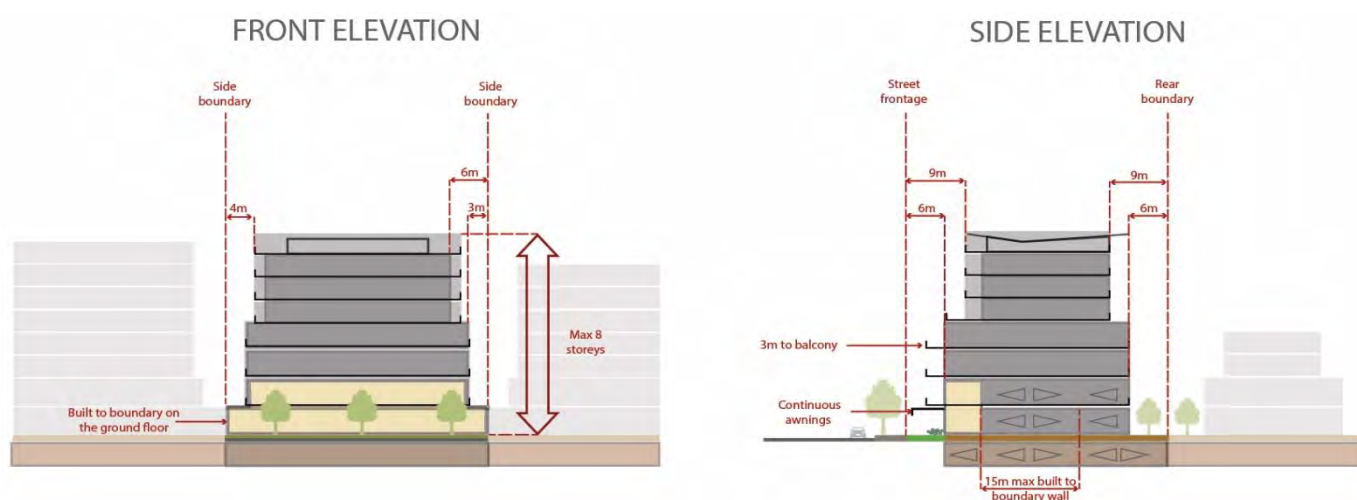 FRONT ELEVATION
Side
boundary
Side
boundary
6m
4m
3m
Max 8
storeys
Built to boundary on
the ground floor
SIDE ELEVATION
Street
frontage
Rear
boundary
9m
9m
6m
6m
3m to balcony
Continuous
awnings
15m max built to
boundary wall